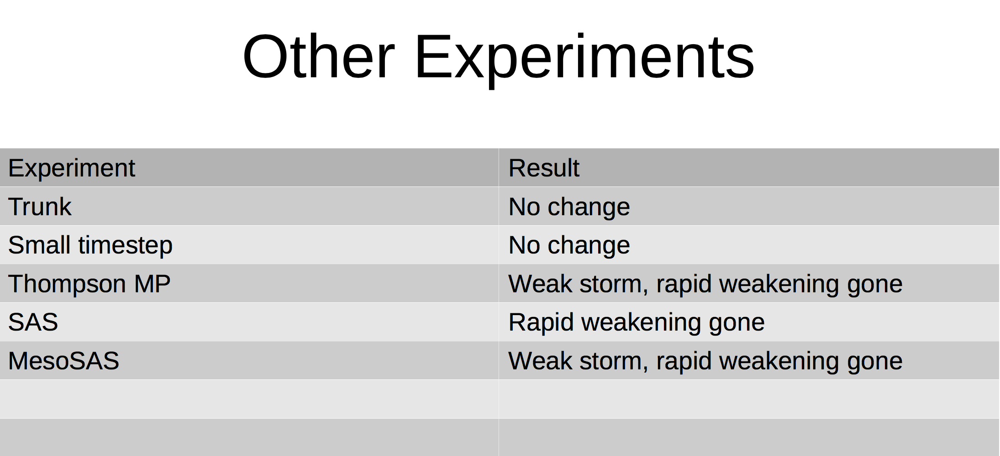 Other Experiments
Experiment Result
Trunk No change
Small timestep No change
Thompson MP Weak storm, rapid weakening gone
SAS Rapid weakening gone
MesoSAS Weak storm, rapid weakening gone